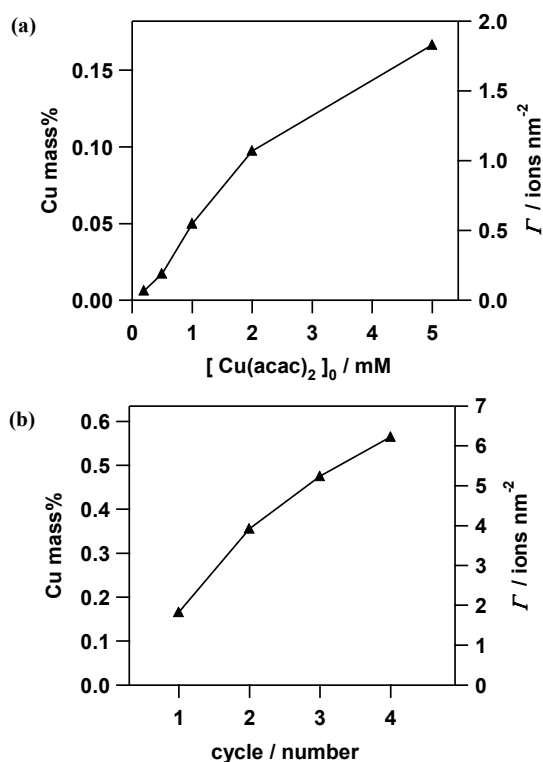 (a)
Cu mass%
0.15
0.10
0.05
0.00
2.0
1.5
1.0
0.5
0.0
Γ / ions nm⁻²
0 1 2 3 4 5
[ Cu(acac)₂ ]₀ / mM
(b)
Cu mass%
0.6
0.5
0.4
0.3
0.2
0.1
0.0
7
6
5
4
3
2
1
0
Γ / ions nm⁻²
1 2 3 4
cycle / number